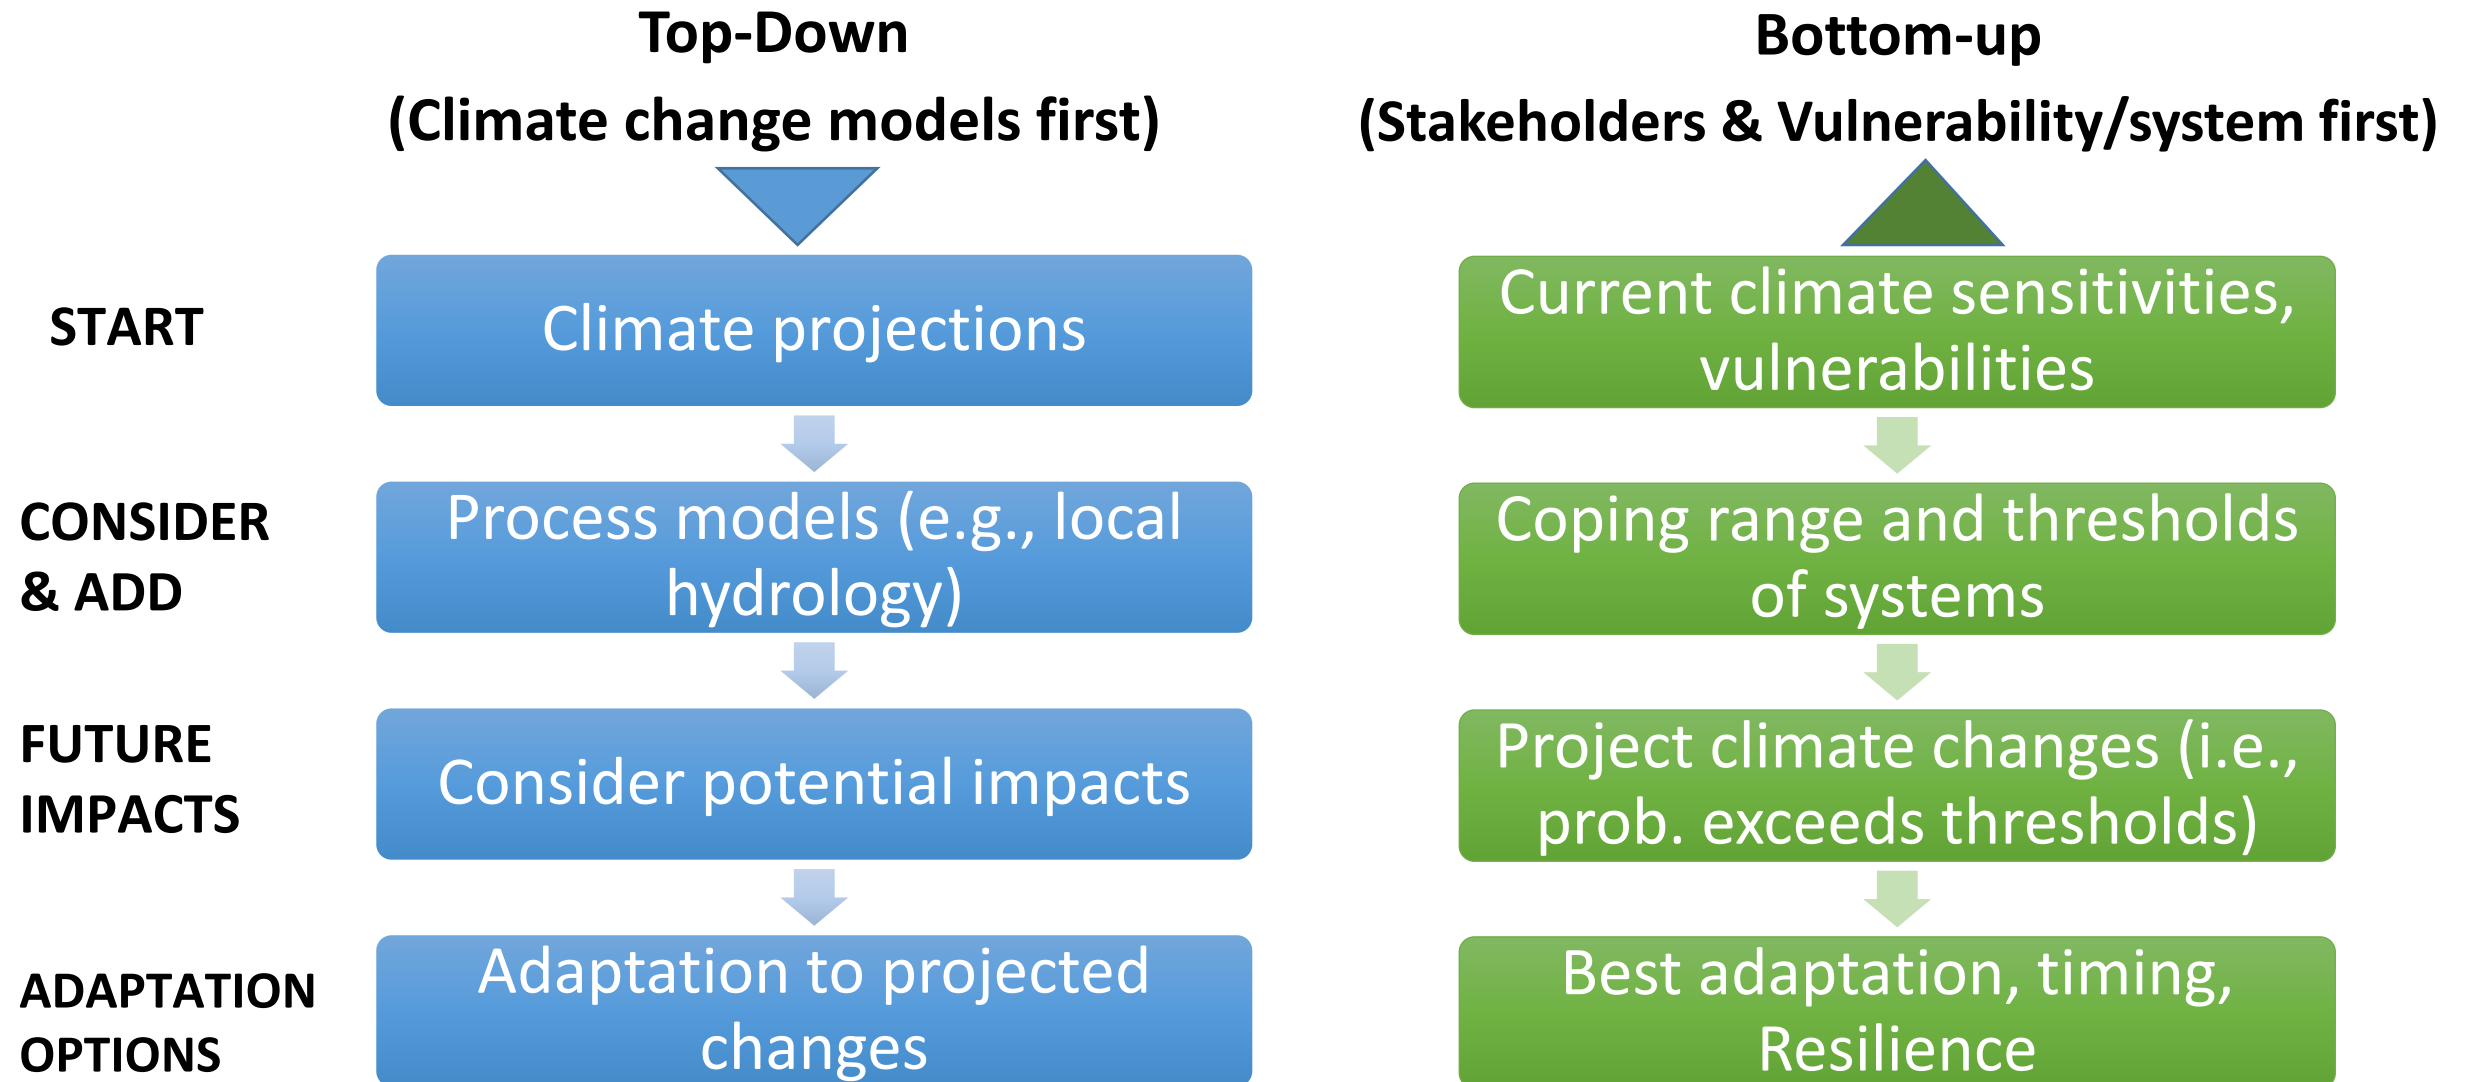 Top-Down
(Climate change models first)
Bottom-up
(Stakeholders & Vulnerability/system first)
START
Climate projections
Current climate sensitivities,
vulnerabilities
CONSIDER
& ADD
Process models (e.g., local
hydrology)
Coping range and thresholds
of systems
FUTURE
IMPACTS
Consider potential impacts
Project climate changes (i.e.,
prob. exceeds thresholds)
ADAPTATION
OPTIONS
Adaptation to projected
changes
Best adaptation, timing,
Resilience